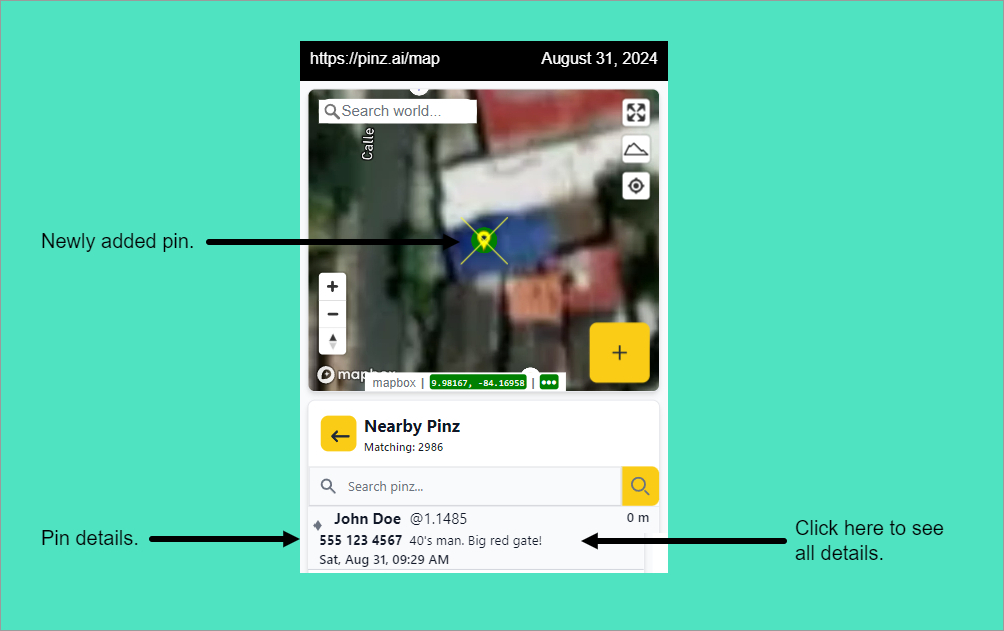 https://pinz.ai/map August 31, 2024
Search world...
Calle
Newly added pin.
+
−
+
mapbox
mapbox | 9.98167, -84.16958 | •••
Nearby Pinz
Matching: 2986
Search pinz...
John Doe @1.1485 0 m
555 123 4567 40's man. Big red gate!
Sat, Aug 31, 09:29 AM
Pin details.
Click here to see
all details.